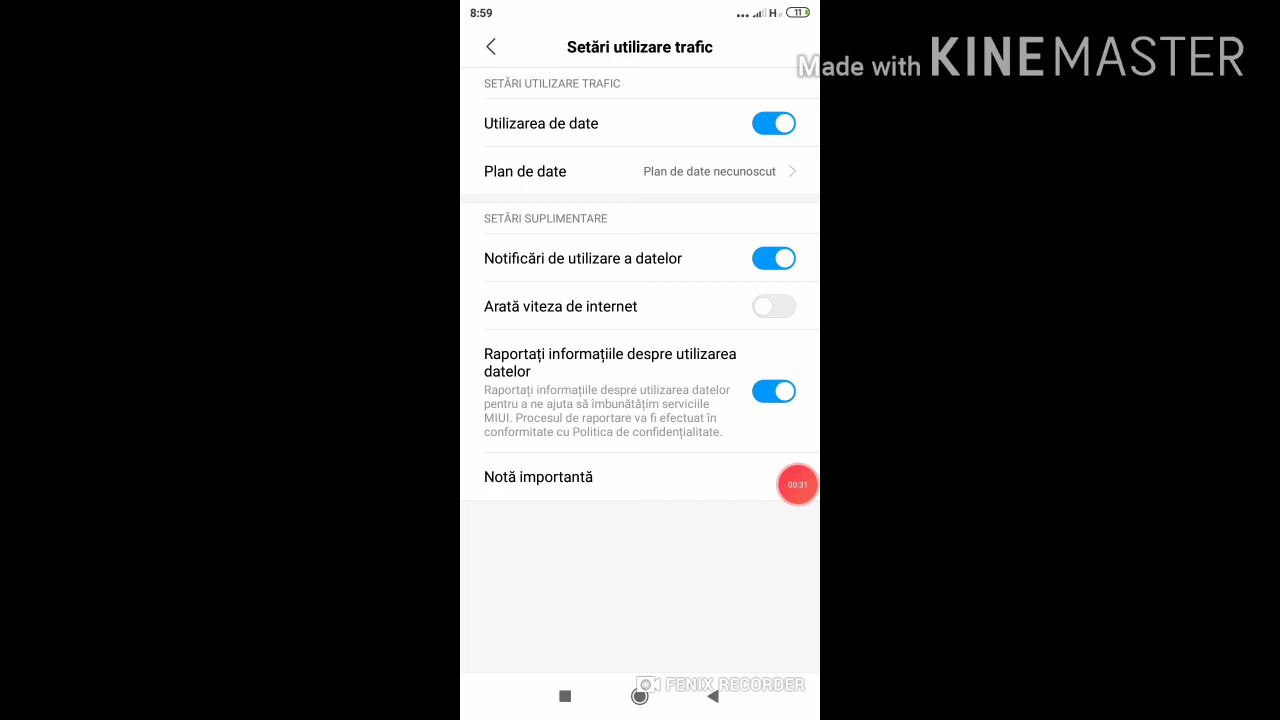 8:59
H
11
Setări utilizare trafic
Made with KINEMASTER
SETĂRI UTILIZARE TRAFIC
Utilizarea de date
Plan de date
Plan de date necunoscut
SETĂRI SUPLIMENTARE
Notificări de utilizare a datelor
Arată viteza de internet
Raportați informațiile despre utilizarea
datelor
Raportați informațiile despre utilizarea datelor
pentru a ne ajuta să îmbunătățim serviciile
MIUI. Procesul de raportare va fi efectuat în
conformitate cu Politica de confidențialitate.
Notă importantă
00:31
FENIX RECORDER